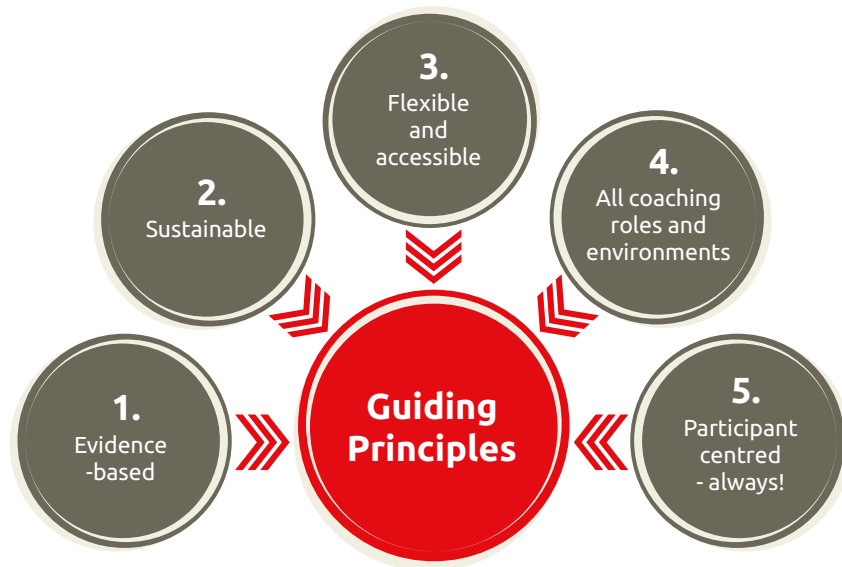 1.
Evidence
-based
2.
Sustainable
3.
Flexible
and
accessible
4.
All coaching
roles and
environments
5.
Participant
centred
- always!
Guiding
Principles